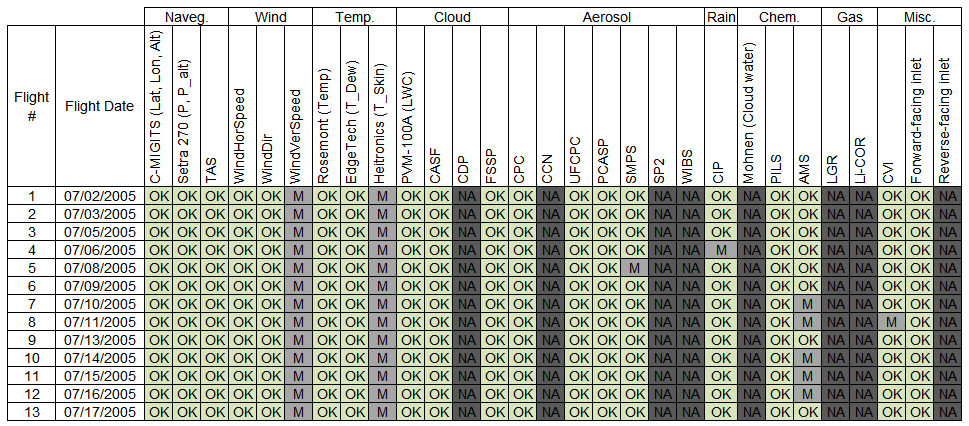 Naveg. Wind Temp. Cloud Aerosol Rain Chem. Gas Misc.
Flight # Flight Date
C-MIGITS (Lat, Lon, Alt)
Setra 270 (P, P_alt)
TAS
WindHorSpeed
WindDir
WindVerSpeed
Rosemont (Temp)
EdgeTech (T_Dew)
Heitronics (T_Skin)
PVM-100A (LWC)
CASF
CDP
FSSP
CPC
CCN
UFCPC
PCASP
SMPS
SP2
WIBS
CIP
Mohnen (Cloud water)
PILS
AMS
LGR
LI-COR
CVI
Forward-facing inlet
Reverse-facing inlet
1 07/02/2005 OK OK OK OK OK M OK OK M OK OK NA OK OK NA OK OK OK NA NA OK NA OK OK NA NA OK OK NA
2 07/03/2005 OK OK OK OK OK M OK OK M OK OK NA OK OK NA OK OK OK NA NA OK NA OK OK NA NA OK OK NA
3 07/05/2005 OK OK OK OK OK M OK OK M OK OK NA OK OK NA OK OK OK NA NA OK NA OK OK NA NA OK OK NA
4 07/06/2005 OK OK OK OK OK M OK OK M OK OK NA OK OK NA OK OK OK NA NA M NA OK OK NA NA OK OK NA
5 07/08/2005 OK OK OK OK OK M OK OK M OK OK NA OK OK NA OK OK M NA NA OK NA OK OK NA NA OK OK NA
6 07/09/2005 OK OK OK OK OK M OK OK M OK OK NA OK OK NA OK OK OK NA NA OK NA OK OK NA NA OK OK NA
7 07/10/2005 OK OK OK OK OK M OK OK M OK OK NA OK OK NA OK OK OK NA NA OK NA OK M NA NA OK OK NA
8 07/11/2005 OK OK OK OK OK M OK OK M OK OK NA OK OK NA OK OK OK NA NA OK NA OK M NA NA M OK NA
9 07/13/2005 OK OK OK OK OK M OK OK M OK OK NA OK OK NA OK OK OK NA NA OK NA OK OK NA NA OK OK NA
10 07/14/2005 OK OK OK OK OK M OK OK M OK OK NA OK OK NA OK OK OK NA NA OK NA OK M NA NA OK OK NA
11 07/15/2005 OK OK OK OK OK M OK OK M OK OK NA OK OK NA OK OK OK NA NA OK NA OK M NA NA OK OK NA
12 07/16/2005 OK OK OK OK OK M OK OK M OK OK NA OK OK NA OK OK OK NA NA OK NA OK M NA NA OK OK NA
13 07/17/2005 OK OK OK OK OK M OK OK M OK OK NA OK OK NA OK OK OK NA NA OK NA OK OK NA NA OK OK NA